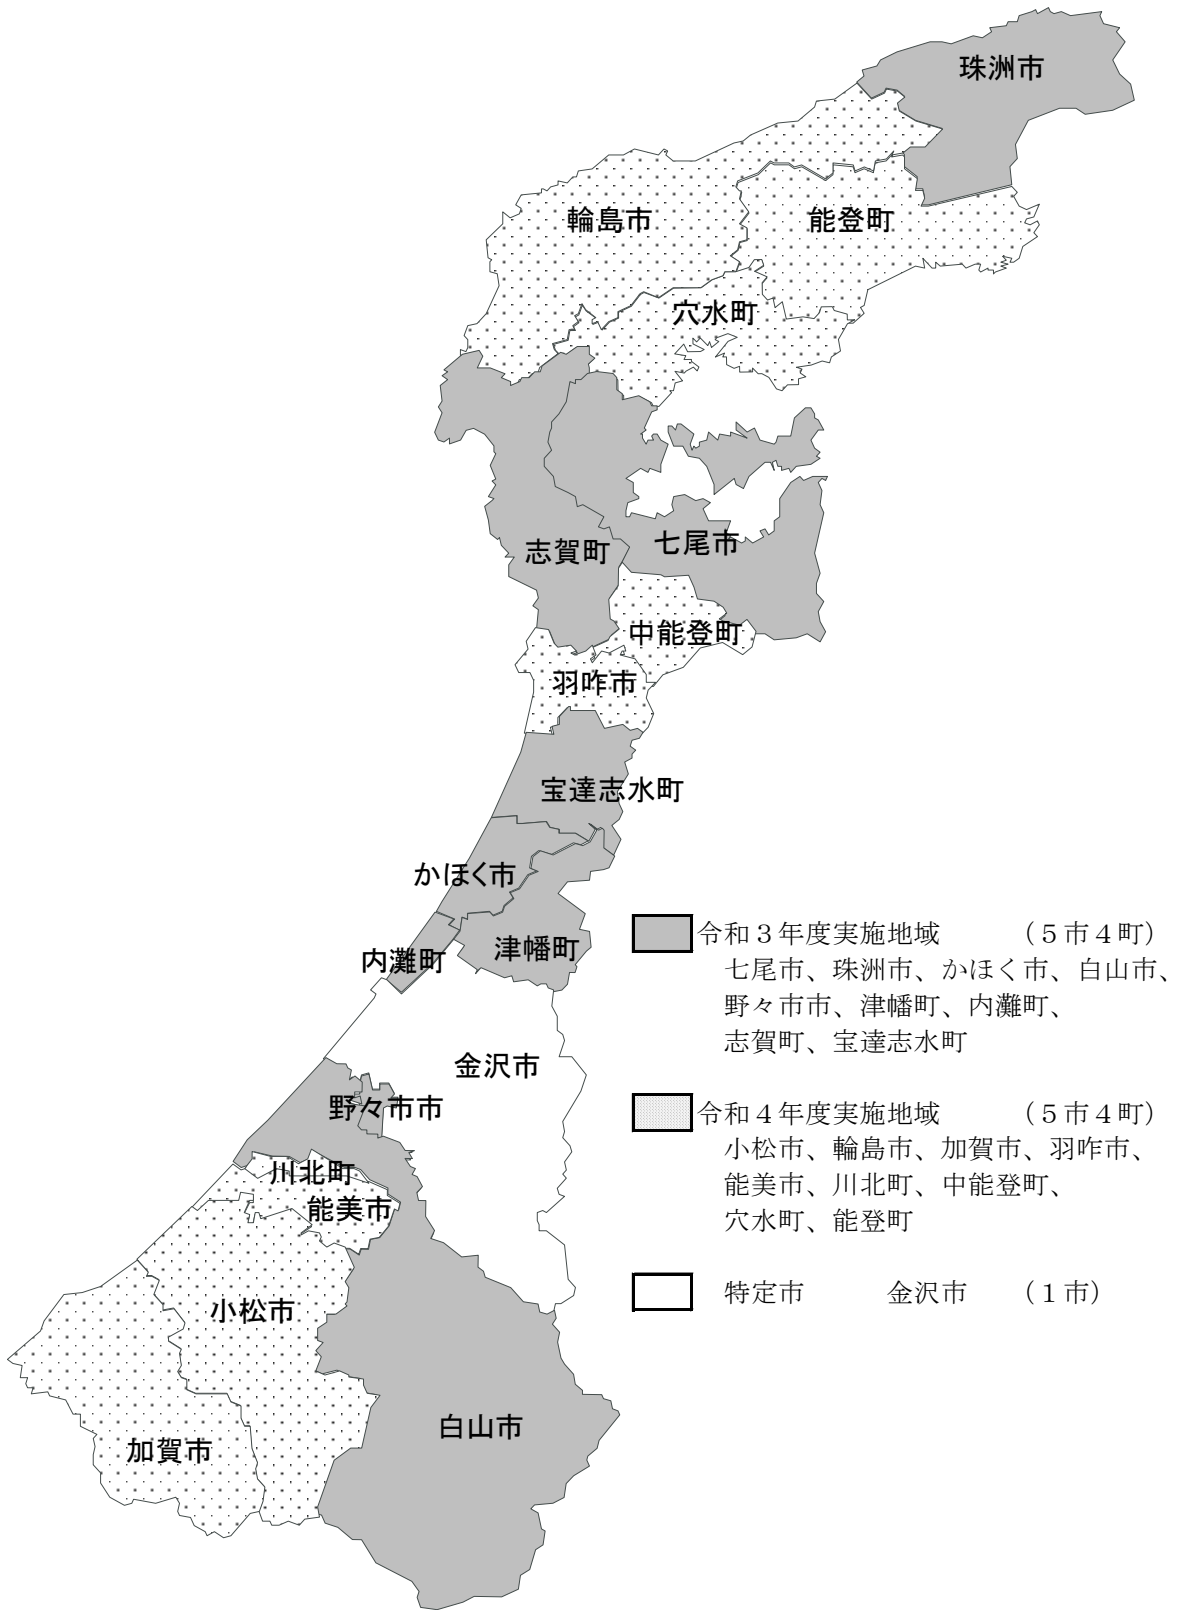 珠洲市
輪島市
能登町
穴水町
志賀町
七尾市
中能登町
羽咋市
宝達志水町
かほく市
内灘町
津幡町
金沢市
野々市市
川北町
能美市
小松市
加賀市
白山市
令和３年度実施地域　　　（５市４町）
七尾市、珠洲市、かほく市、白山市、
野々市市、津幡町、内灘町、
志賀町、宝達志水町
令和４年度実施地域　　　（５市４町）
小松市、輪島市、加賀市、羽咋市、
能美市、川北町、中能登町、
穴水町、能登町
特定市　　　金沢市　　（１市）